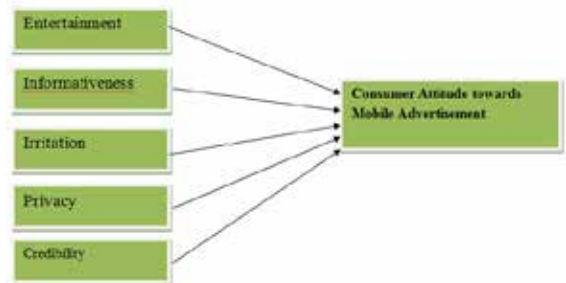 Entertainment
Informativeness
Irritation
Privacy
Credibility
Consumer Attitude towards
Mobile Advertisement